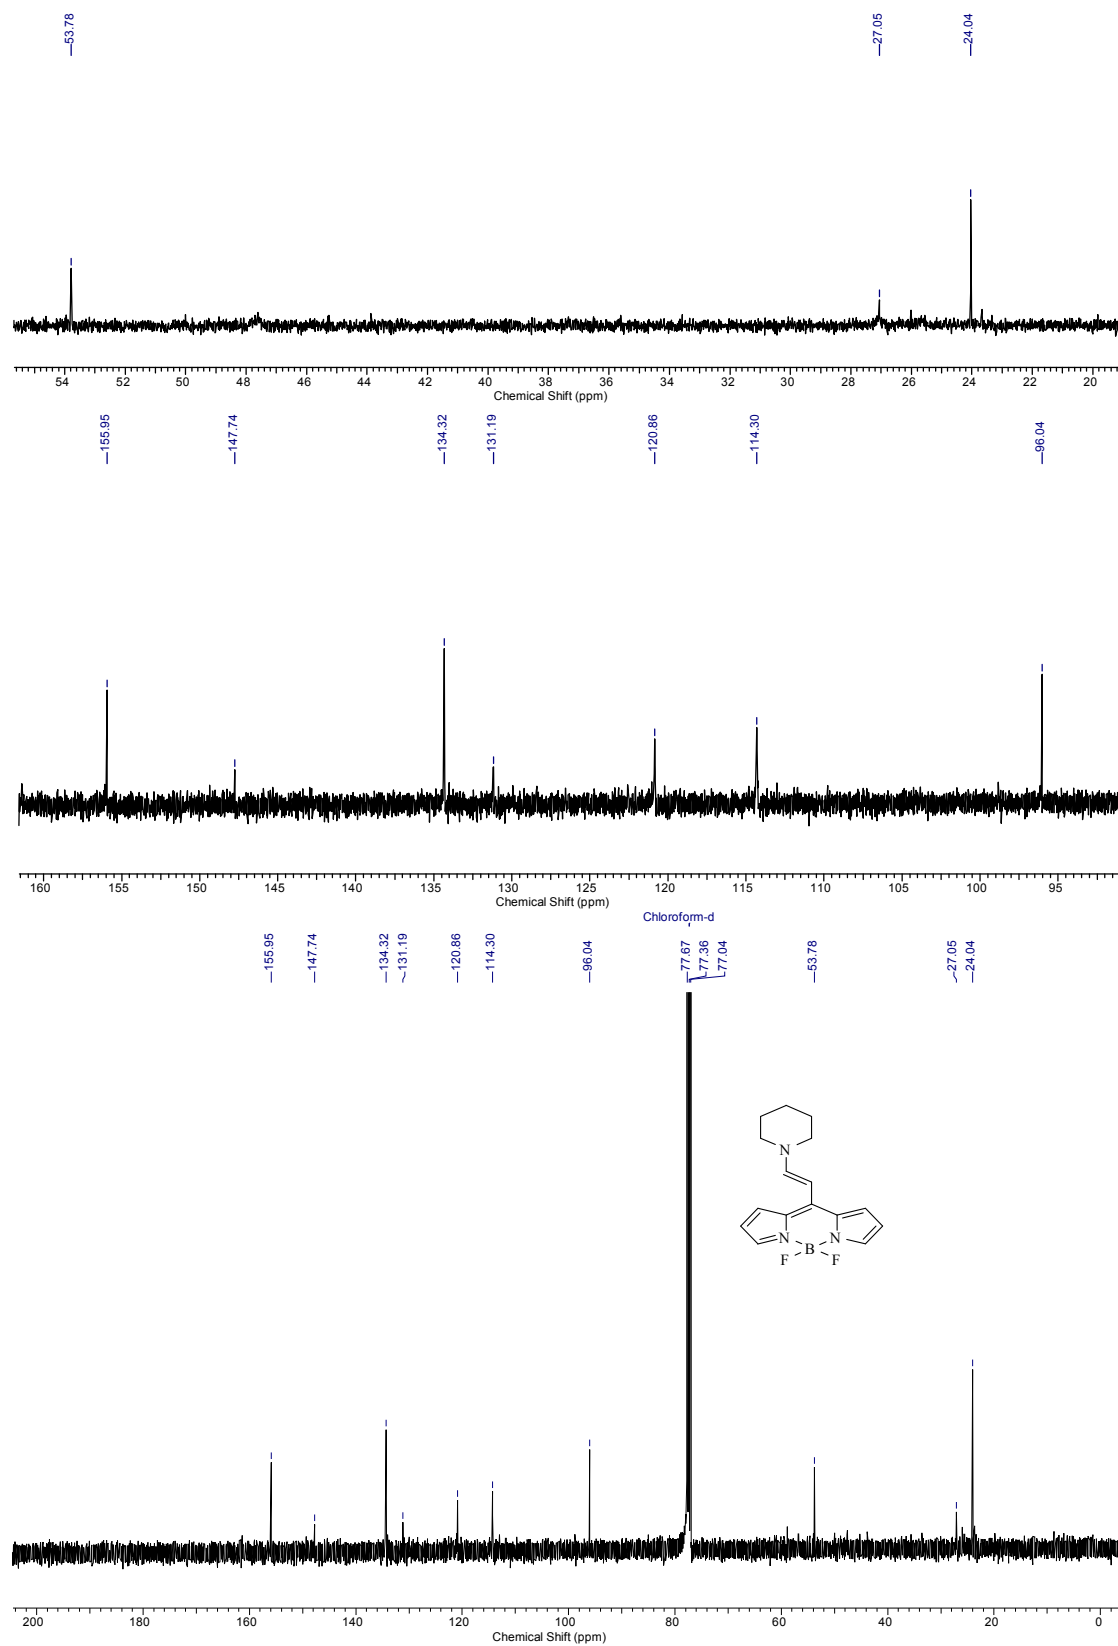 53.78 27.05 24.04
54 52 50 48 46 44 42 40 38 36 34 32 30 28 26 24 22 20
Chemical Shift (ppm)
155.95 147.74 134.32 131.19 120.86 114.30 96.04
160 155 150 145 140 135 130 125 120 115 110 105 100 95
Chemical Shift (ppm)
Chloroform-d
155.95 147.74 134.32 131.19 120.86 114.30 96.04 77.67 77.36 77.04 53.78 27.05 24.04
N
N N
B
F F
200 180 160 140 120 100 80 60 40 20 0
Chemical Shift (ppm)